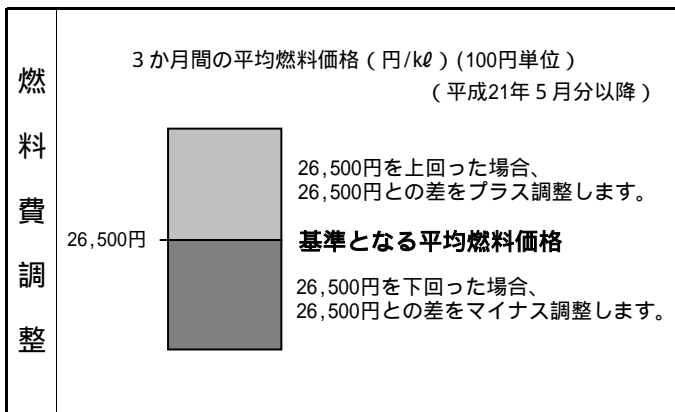 燃料費調整
3か月間の平均燃料価格(円/kℓ)(100円単位)
(平成21年5月分以降)
26,500円を上回った場合、
26,500円との差をプラス調整します。
26,500円
基準となる平均燃料価格
26,500円を下回った場合、
26,500円との差をマイナス調整します。